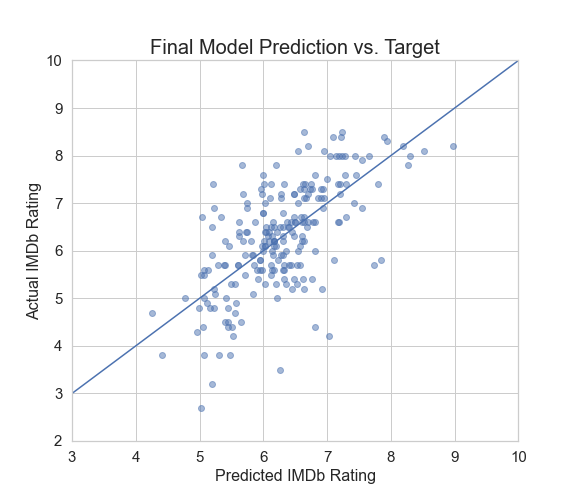 Final Model Prediction vs. Target
10
9
8
7
6
5
4
3
2
Actual IMDb Rating
3 4 5 6 7 8 9 10
Predicted IMDb Rating